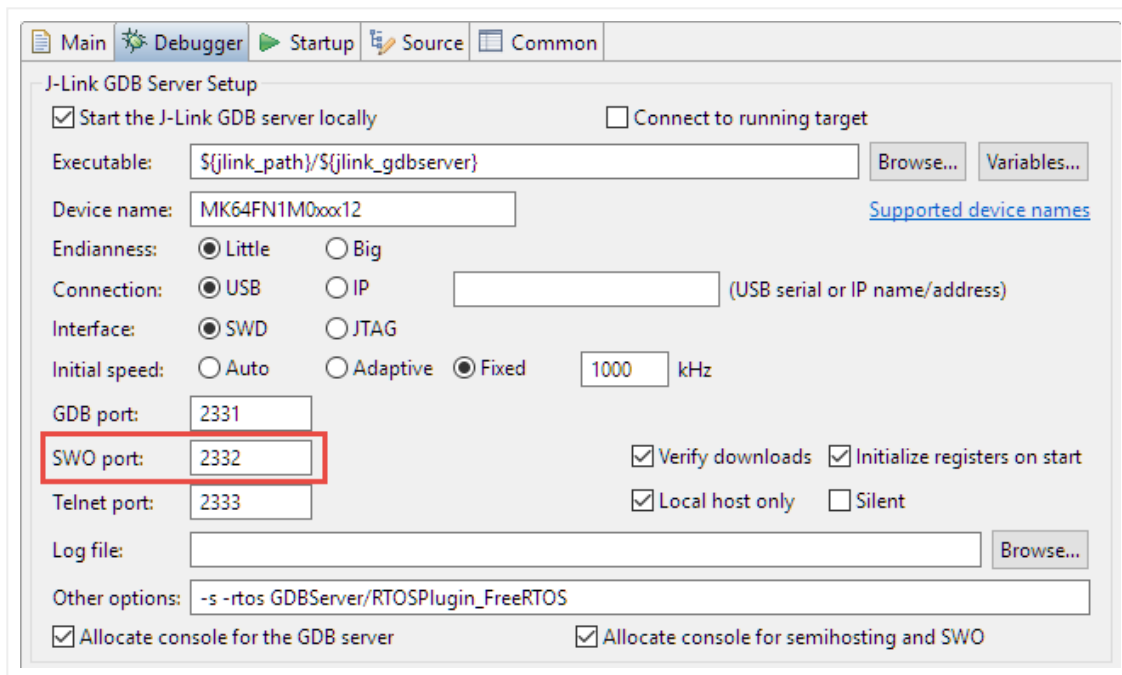 Main Debugger Startup Source Common
J-Link GDB Server Setup
Start the J-Link GDB server locally Connect to running target
Executable: ${jlink_path}/${jlink_gdbserver} Browse... Variables...
Device name: MK64FN1M0xxx12 Supported device names
Endianness: Little Big
Connection: USB IP (USB serial or IP name/address)
Interface: SWD JTAG
Initial speed: Auto Adaptive Fixed 1000 kHz
GDB port: 2331
SWO port: 2332 Verify downloads Initialize registers on start
Telnet port: 2333 Local host only Silent
Log file: Browse...
Other options: -s -rtos GDBServer/RTOSPlugin_FreeRTOS
Allocate console for the GDB server Allocate console for semihosting and SWO